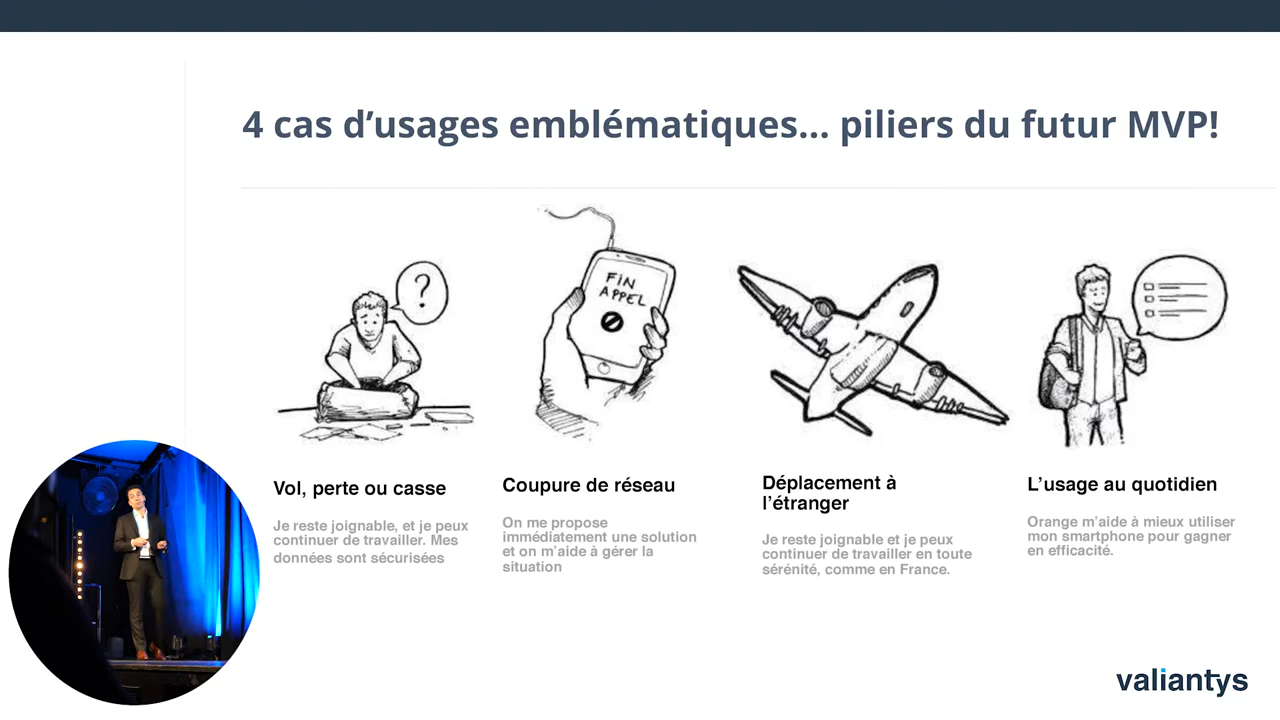 4 cas d’usages emblématiques... piliers du futur MVP!
?
FIN
APPEL
Vol, perte ou casse
Je reste joignable, et je peux
continuer de travailler. Mes
données sont sécurisées
Coupure de réseau
On me propose
immédiatement une solution
et on m’aide à gérer la
situation
Déplacement à
l’étranger
Je reste joignable et je peux
continuer de travailler en toute
sérénité, comme en France.
L’usage au quotidien
Orange m’aide à mieux utiliser
mon smartphone pour gagner
en efficacité.
valiantys